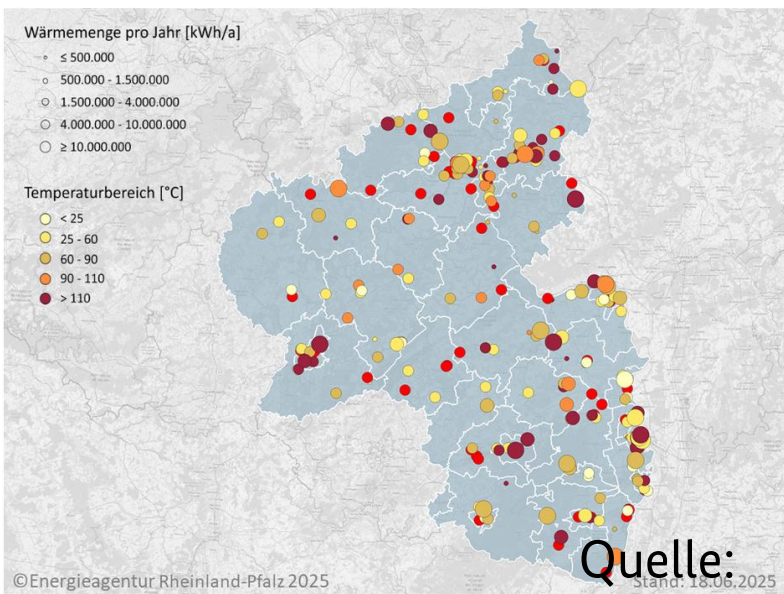 Wärmemenge pro Jahr [kWh/a]
≤ 500.000
500.000 - 1.500.000
1.500.000 - 4.000.000
4.000.000 - 10.000.000
≥ 10.000.000
Temperaturbereich [°C]
< 25
25 - 60
60 - 90
90 - 110
> 110
Quelle:
©Energieagentur Rheinland-Pfalz 2025
Stand: 18.06.2025